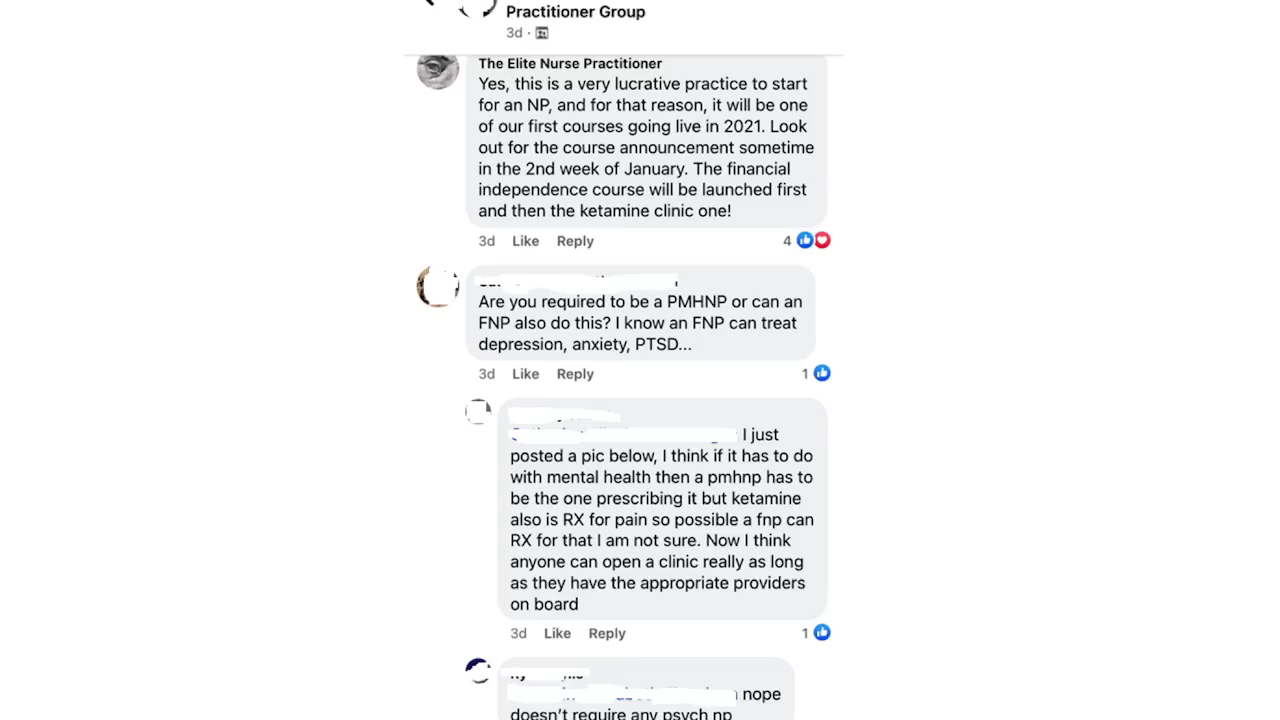 Practitioner Group
3d ·
The Elite Nurse Practitioner
Yes, this is a very lucrative practice to start
for an NP, and for that reason, it will be one
of our first courses going live in 2021. Look
out for the course announcement sometime
in the 2nd week of January. The financial
independence course will be launched first
and then the ketamine clinic one!
3d Like Reply 4
Are you required to be a PMHNP or can an
FNP also do this? I know an FNP can treat
depression, anxiety, PTSD...
3d Like Reply 1
I just
posted a pic below, I think if it has to do
with mental health then a pmhnp has to
be the one prescribing it but ketamine
also is RX for pain so possible a fnp can
RX for that I am not sure. Now I think
anyone can open a clinic really as long
as they have the appropriate providers
on board
3d Like Reply 1
nope
doesn't require any psych np